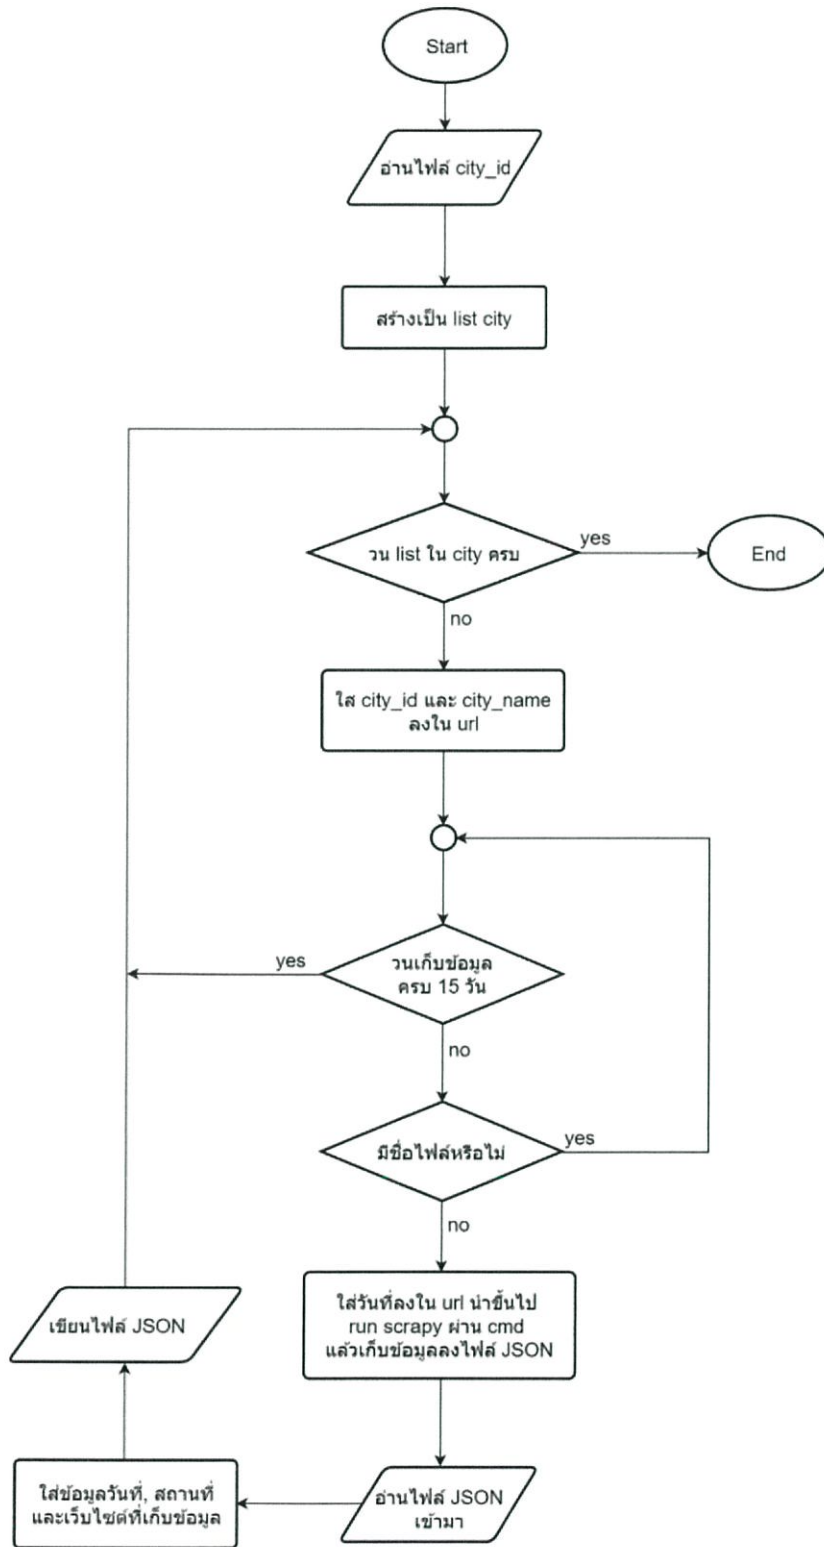 Start
อ่านไฟล์ city_id
สร้างเป็น list city
วน list ใน city ครบ
yes
End
no
ใส city_id และ city_name
ลงใน url
วนเก็บข้อมูล
ครบ 15 วัน
yes
no
มีชื่อไฟล์หรือไม่
yes
no
ใส่วันที่ลงใน url นำขึ้นไป
run scrapy ผ่าน cmd
แล้วเก็บข้อมูลลงไฟล์ JSON
อ่านไฟล์ JSON
เข้ามา
ใส่ข้อมูลวันที่, สถานที่
และเว็บไซต์ที่เก็บข้อมูล
เขียนไฟล์ JSON